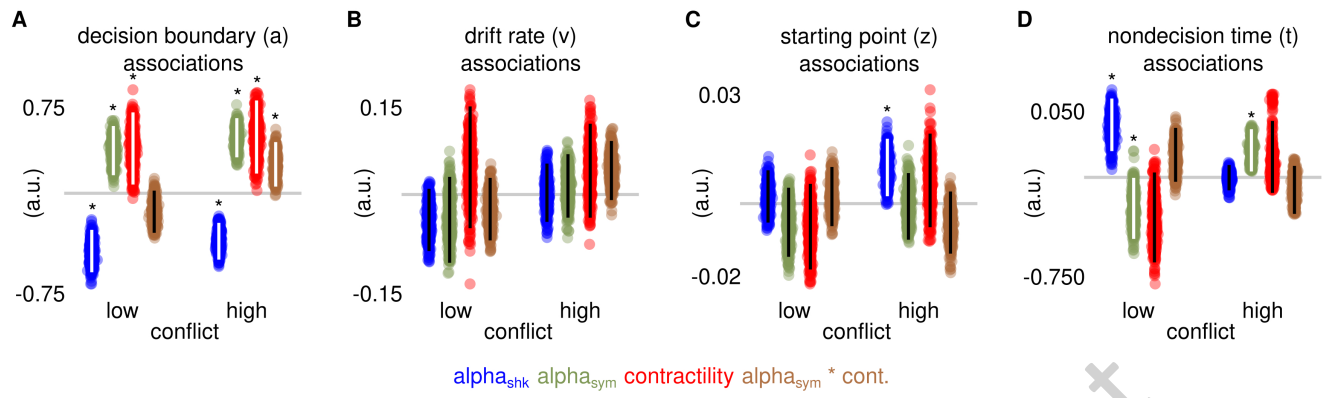 A
decision boundary (a)
associations
0.75
(a.u.)
-0.75
low
high
conflict
* * * * * * *
B
drift rate (v)
associations
0.15
(a.u.)
-0.15
low
high
conflict
C
starting point (z)
associations
0.03
(a.u.)
-0.02
low
high
conflict
*
D
nondecision time (t)
associations
0.050
(a.u.)
-0.750
low
high
conflict
* * *
alphashk alphasym contractility alphasym * cont.